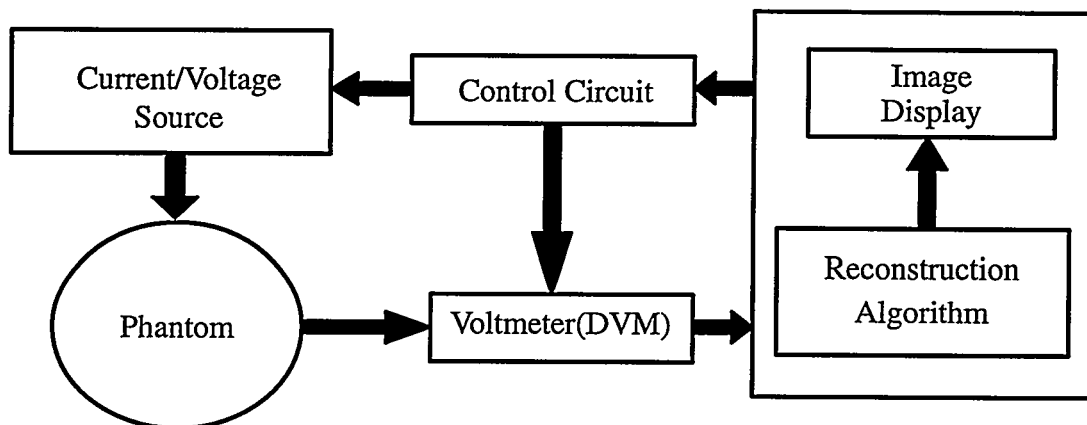 Current/Voltage
Source
Control Circuit
Image
Display
Phantom
Voltmeter(DVM)
Reconstruction
Algorithm